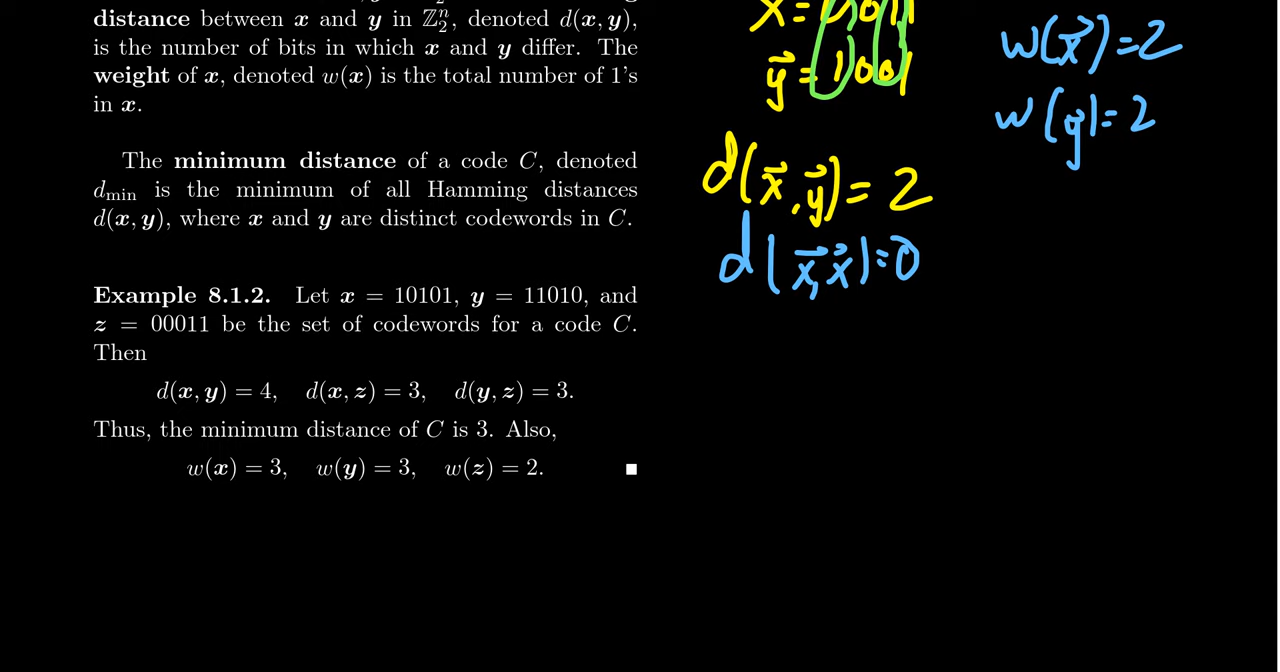 distance between x and y in ℤ₂ⁿ, denoted d(x, y),
is the number of bits in which x and y differ. The
weight of x, denoted w(x) is the total number of 1's
in x.
The minimum distance of a code C, denoted
d_min is the minimum of all Hamming distances
d(x, y), where x and y are distinct codewords in C.
Example 8.1.2. Let x = 10101, y = 11010, and
z = 00011 be the set of codewords for a code C.
Then
d(x, y) = 4, d(x, z) = 3, d(y, z) = 3.
Thus, the minimum distance of C is 3. Also,
w(x) = 3, w(y) = 3, w(z) = 2.
y⃗ = 1001
d(x⃗, y⃗) = 2
d(x⃗, x⃗) = 0
w(x⃗) = 2
w(y⃗) = 2